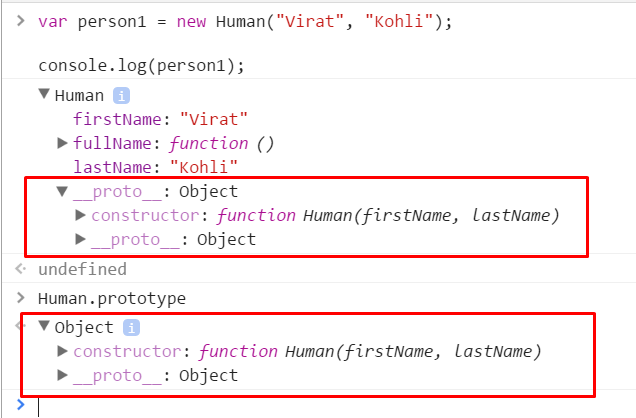 > var person1 = new Human("Virat", "Kohli");
console.log(person1);
▼ Human i
firstName: "Virat"
▶ fullName: function ()
lastName: "Kohli"
▼ __proto__: Object
▶ constructor: function Human(firstName, lastName)
▶ __proto__: Object
< undefined
> Human.prototype
< ▼ Object i
▶ constructor: function Human(firstName, lastName)
▶ __proto__: Object
>